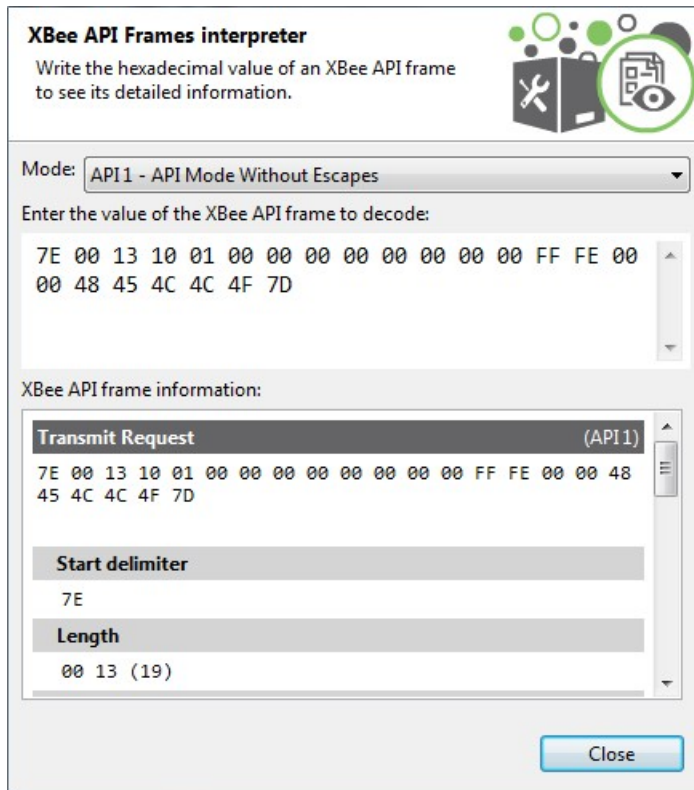 XBee API Frames interpreter
Write the hexadecimal value of an XBee API frame
to see its detailed information.
Mode: API 1 - API Mode Without Escapes
Enter the value of the XBee API frame to decode:
7E 00 13 10 01 00 00 00 00 00 00 00 00 FF FE 00
00 48 45 4C 4C 4F 7D
XBee API frame information:
Transmit Request (API 1)
7E 00 13 10 01 00 00 00 00 00 00 00 00 FF FE 00 00 48
45 4C 4C 4F 7D
Start delimiter
7E
Length
00 13 (19)
Close